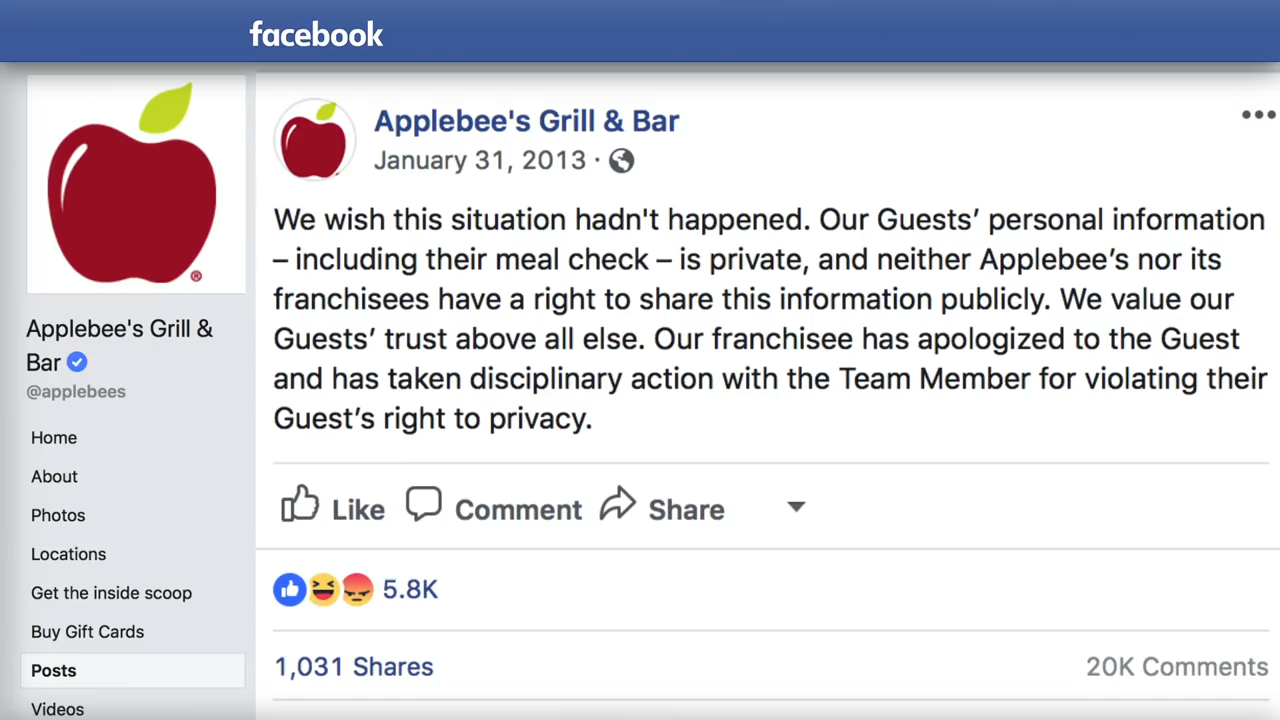 facebook
Applebee's Grill &
Bar
@applebees
Home
About
Photos
Locations
Get the inside scoop
Buy Gift Cards
Posts
Videos
Applebee's Grill & Bar
January 31, 2013 ·
We wish this situation hadn't happened. Our Guests’ personal information
– including their meal check – is private, and neither Applebee’s nor its
franchisees have a right to share this information publicly. We value our
Guests’ trust above all else. Our franchisee has apologized to the Guest
and has taken disciplinary action with the Team Member for violating their
Guest’s right to privacy.
Like Comment Share
5.8K
1,031 Shares 20K Comments